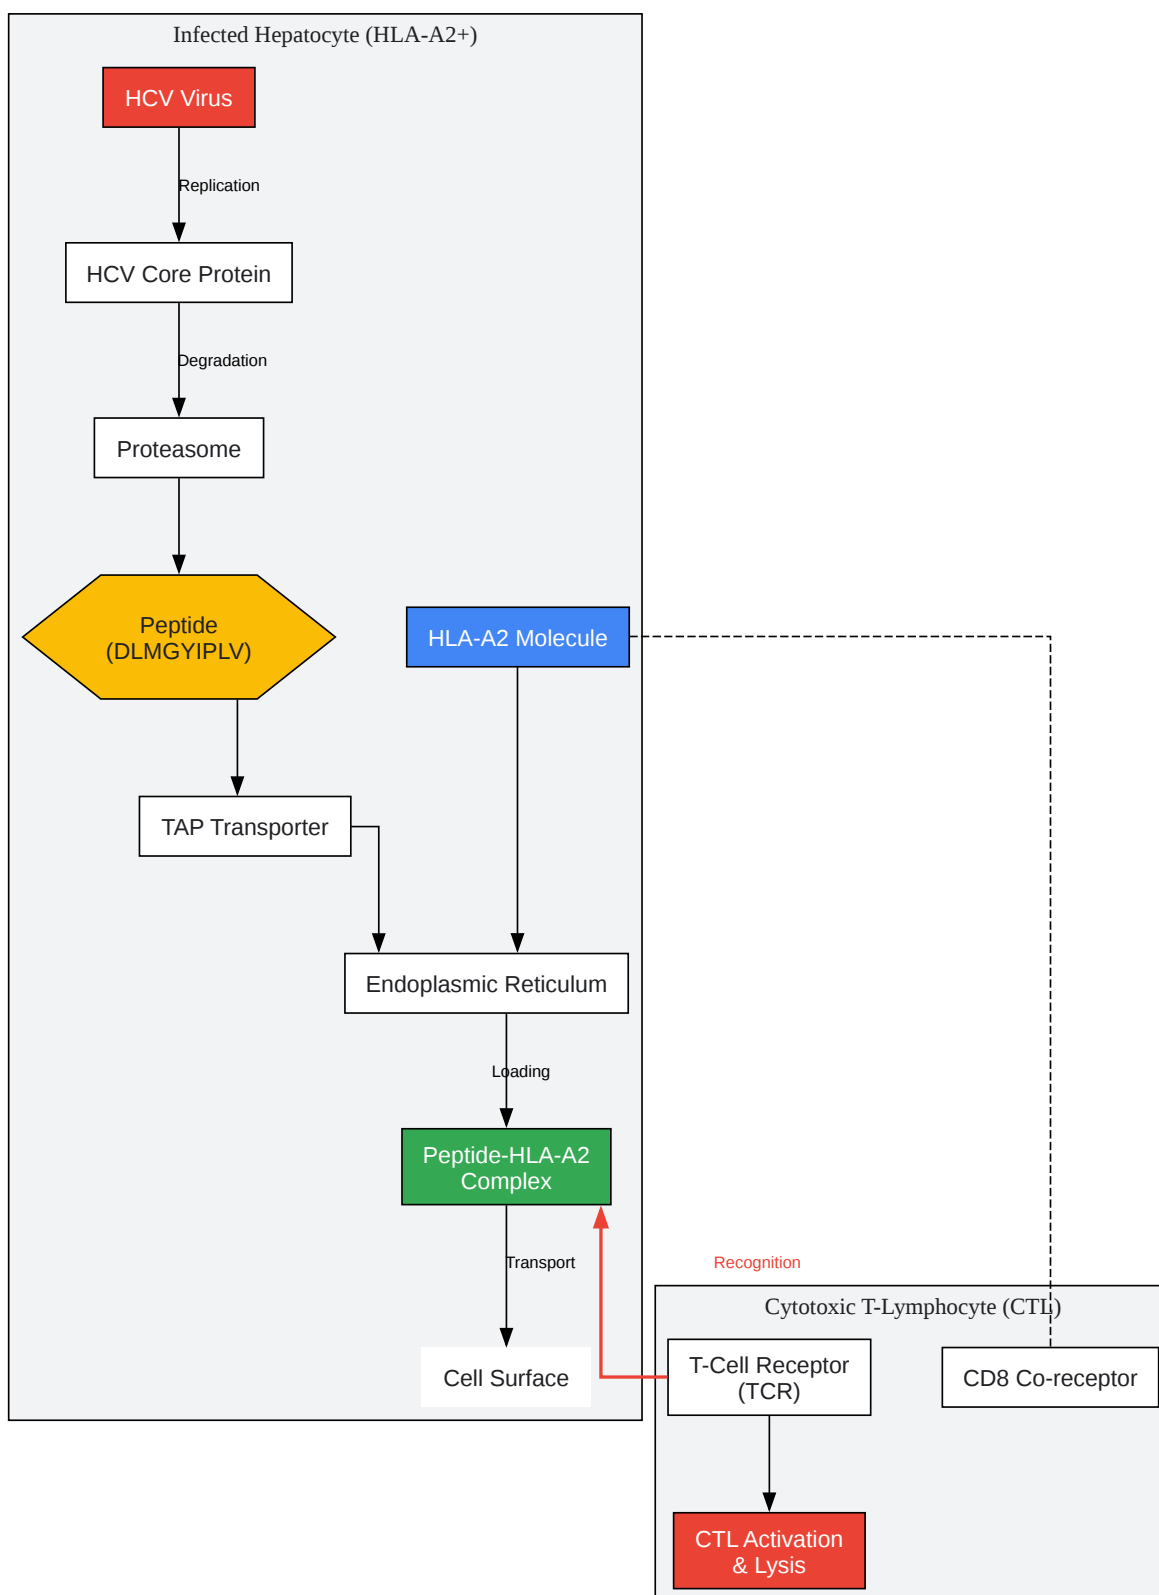 Infected Hepatocyte (HLA-A2+)
HCV Virus
Replication
HCV Core Protein
Degradation
Proteasome
Peptide
(DLMGYIPLV)
HLA-A2 Molecule
TAP Transporter
Endoplasmic Reticulum
Loading
Peptide-HLA-A2
Complex
Transport
Recognition
Cell Surface
Cytotoxic T-Lymphocyte (CTL)
T-Cell Receptor
(TCR)
CD8 Co-receptor
CTL Activation
& Lysis